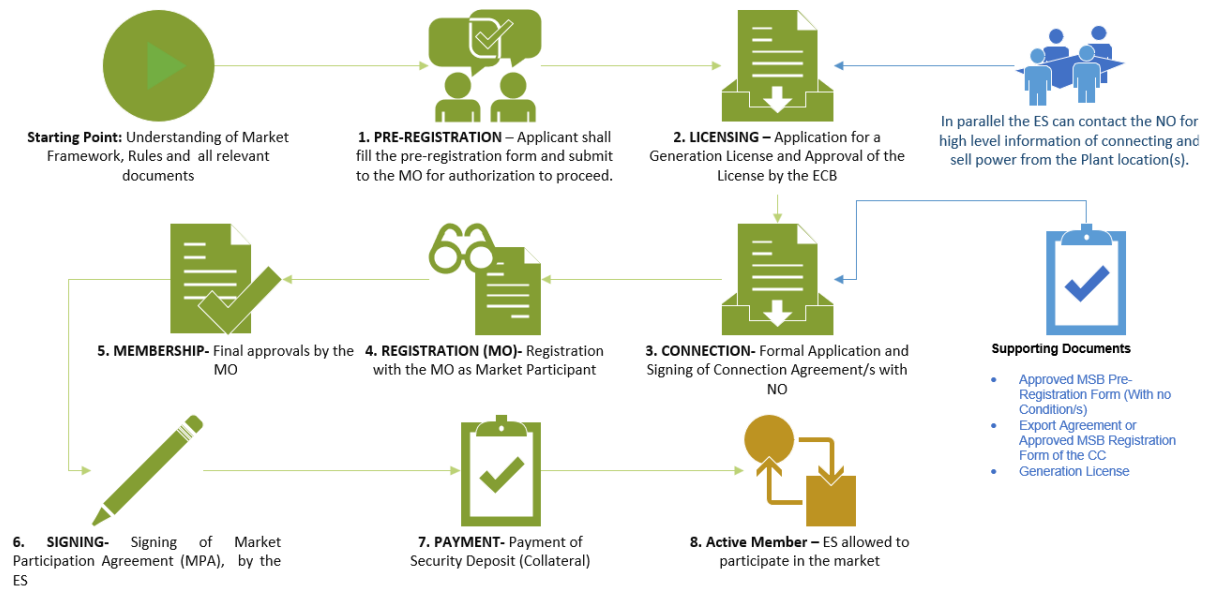 Starting Point: Understanding of Market
Framework, Rules and all relevant
documents
1. PRE-REGISTRATION – Applicant shall
fill the pre-registration form and submit
to the MO for authorization to proceed.
2. LICENSING – Application for a
Generation License and Approval of the
License by the ECB
In parallel the ES can contact the NO for
high level information of connecting and
sell power from the Plant location(s).
3. CONNECTION- Formal Application and
Signing of Connection Agreement/s with
NO
Supporting Documents
• Approved MSB Pre-
Registration Form (With no
Condition/s)
• Export Agreement or
Approved MSB Registration
Form of the CC
• Generation License
4. REGISTRATION (MO)- Registration
with the MO as Market Participant
5. MEMBERSHIP- Final approvals by the
MO
6. SIGNING- Signing of Market
Participation Agreement (MPA), by the
ES
7. PAYMENT- Payment of
Security Deposit (Collateral)
8. Active Member – ES allowed to
participate in the market